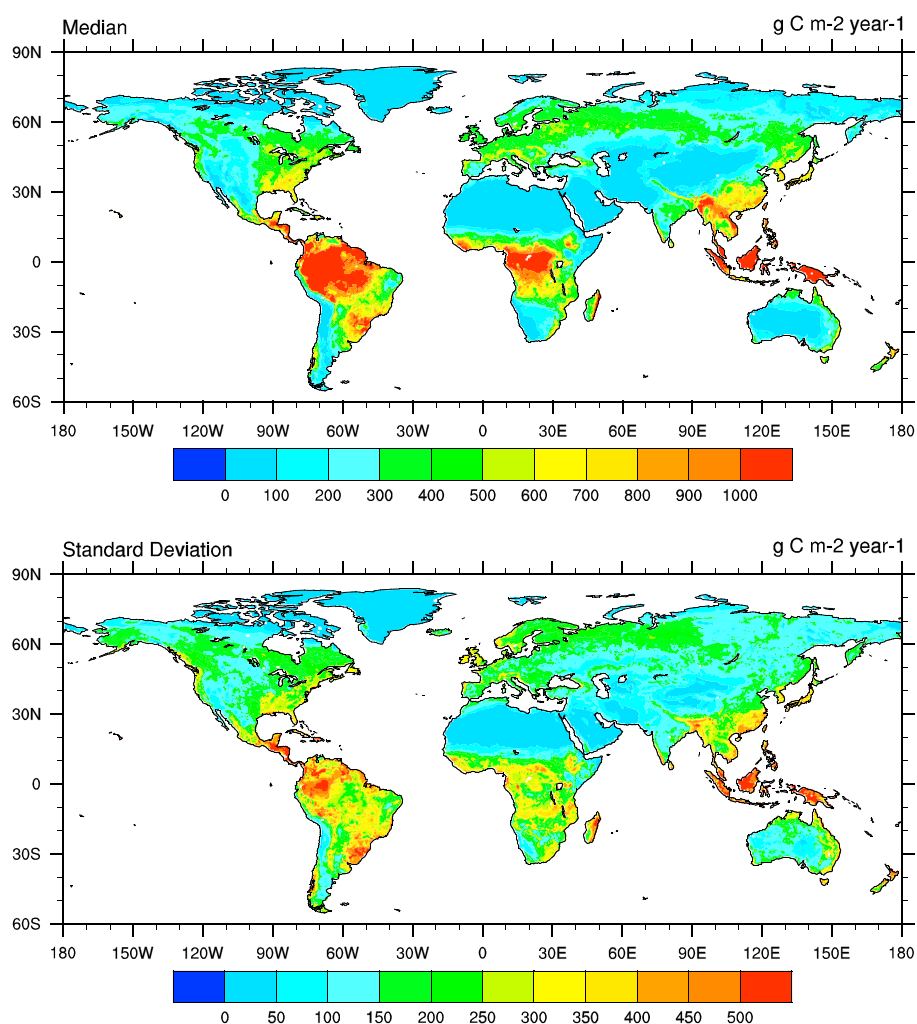 Median g C m-2 year-1
90N
60N
30N
0
30S
60S
180 150W 120W 90W 60W 30W 0 30E 60E 90E 120E 150E 180
0 100 200 300 400 500 600 700 800 900 1000
Standard Deviation g C m-2 year-1
90N
60N
30N
0
30S
60S
180 150W 120W 90W 60W 30W 0 30E 60E 90E 120E 150E 180
0 50 100 150 200 250 300 350 400 450 500